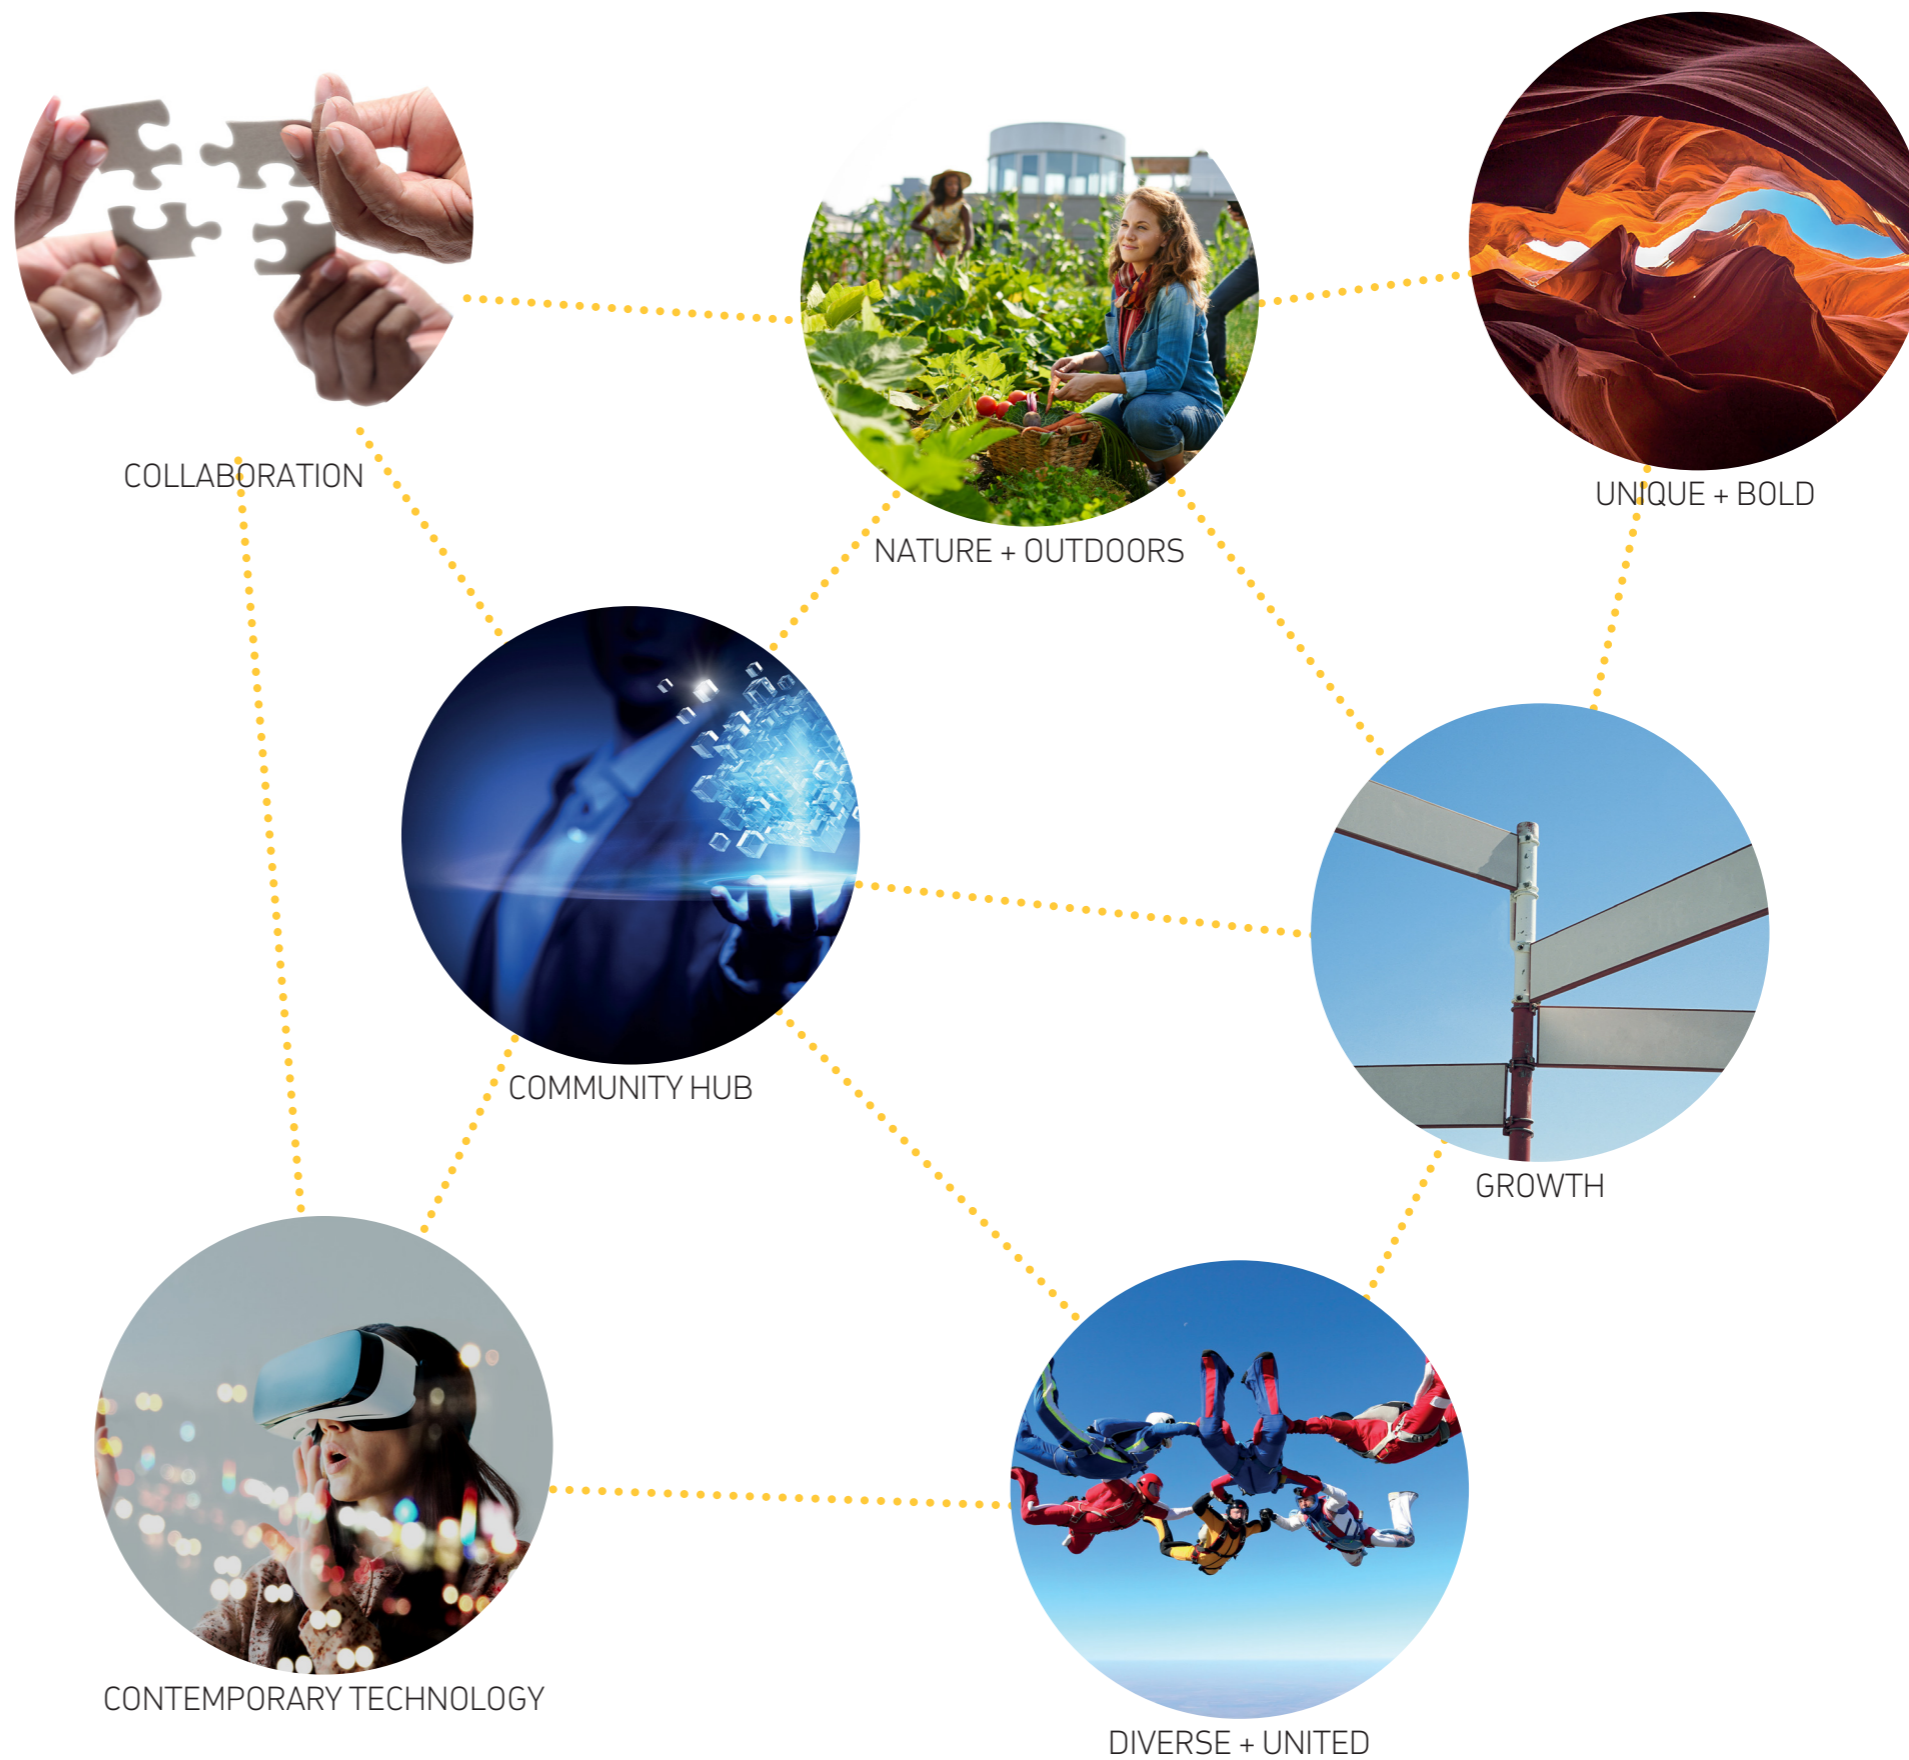 COLLABORATION
UNIQUE + BOLD
NATURE + OUTDOORS
COMMUNITY HUB
GROWTH
CONTEMPORARY TECHNOLOGY
DIVERSE + UNITED